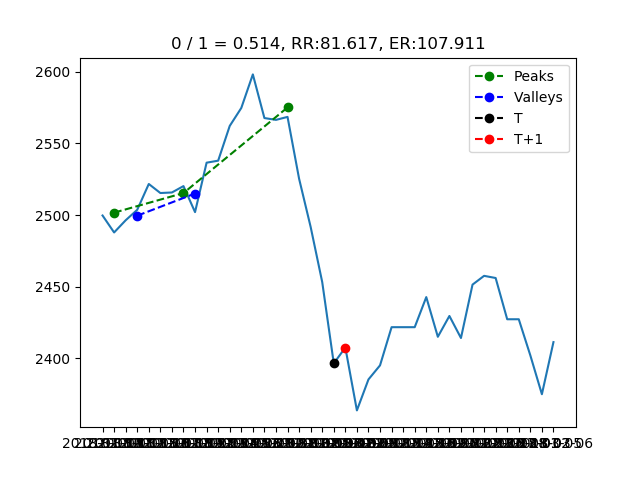 0 / 1 = 0.514, RR:81.617, ER:107.911
2600
2550
2500
2450
2400
Peaks
Valleys
T
T+1